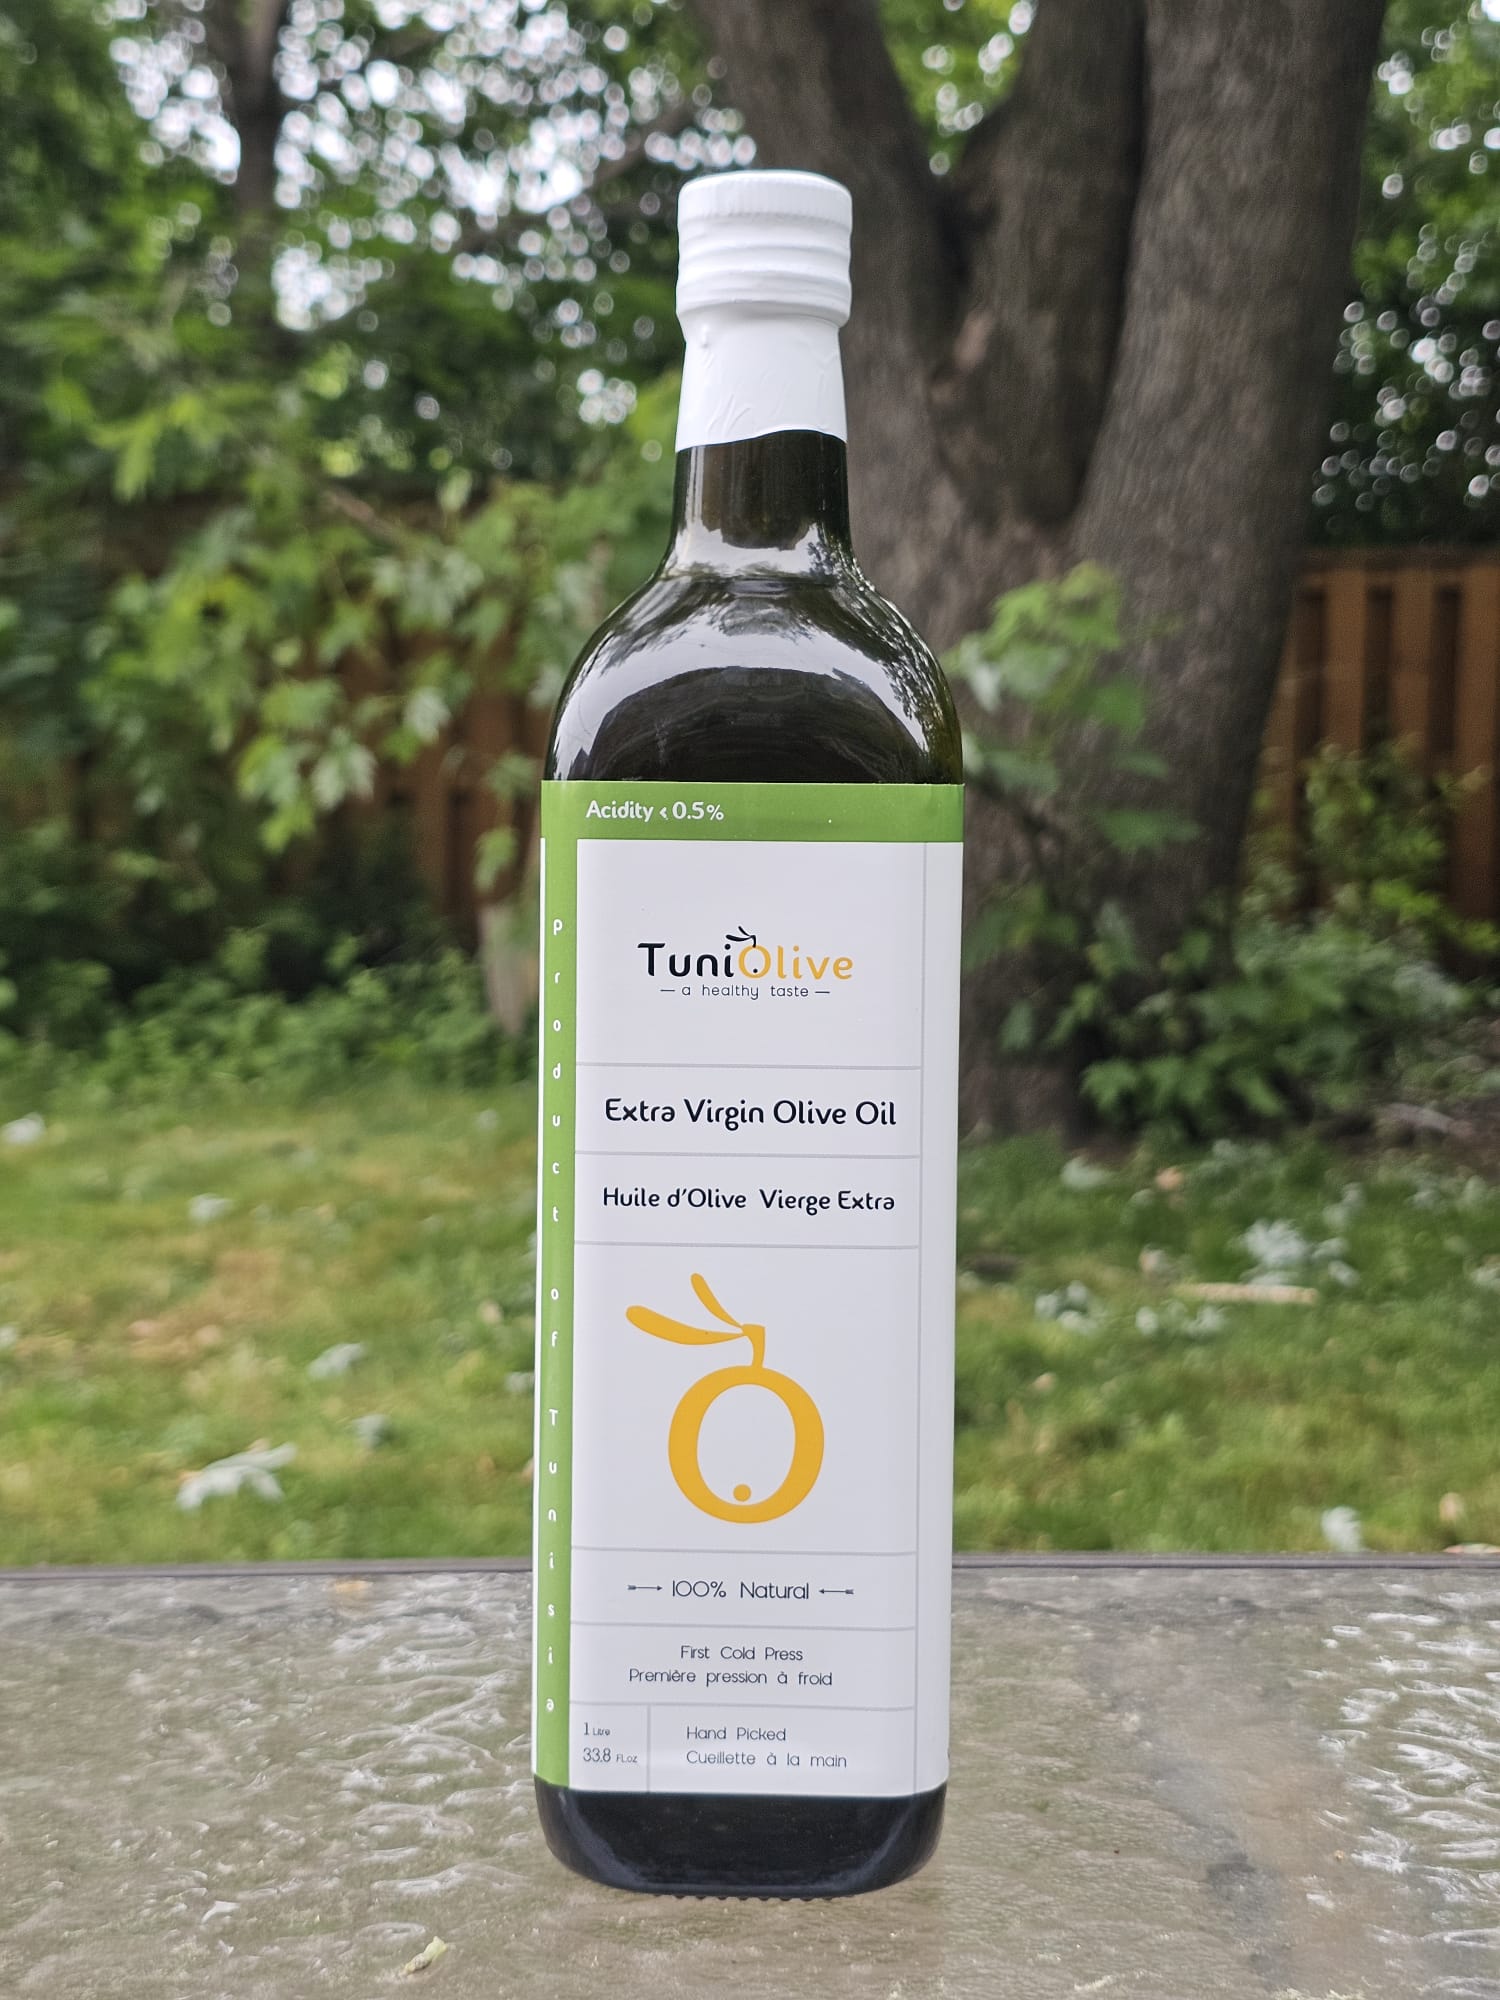 Acidity < 0.5%
Product of Tunisia
TuniOlive
— a healthy taste —
Extra Virgin Olive Oil
Huile d'Olive Vierge Extra
100% Natural
First Cold Press
Première pression à froid
1 Litre
33.8 FL.oz
Hand Picked
Cueillette à la main